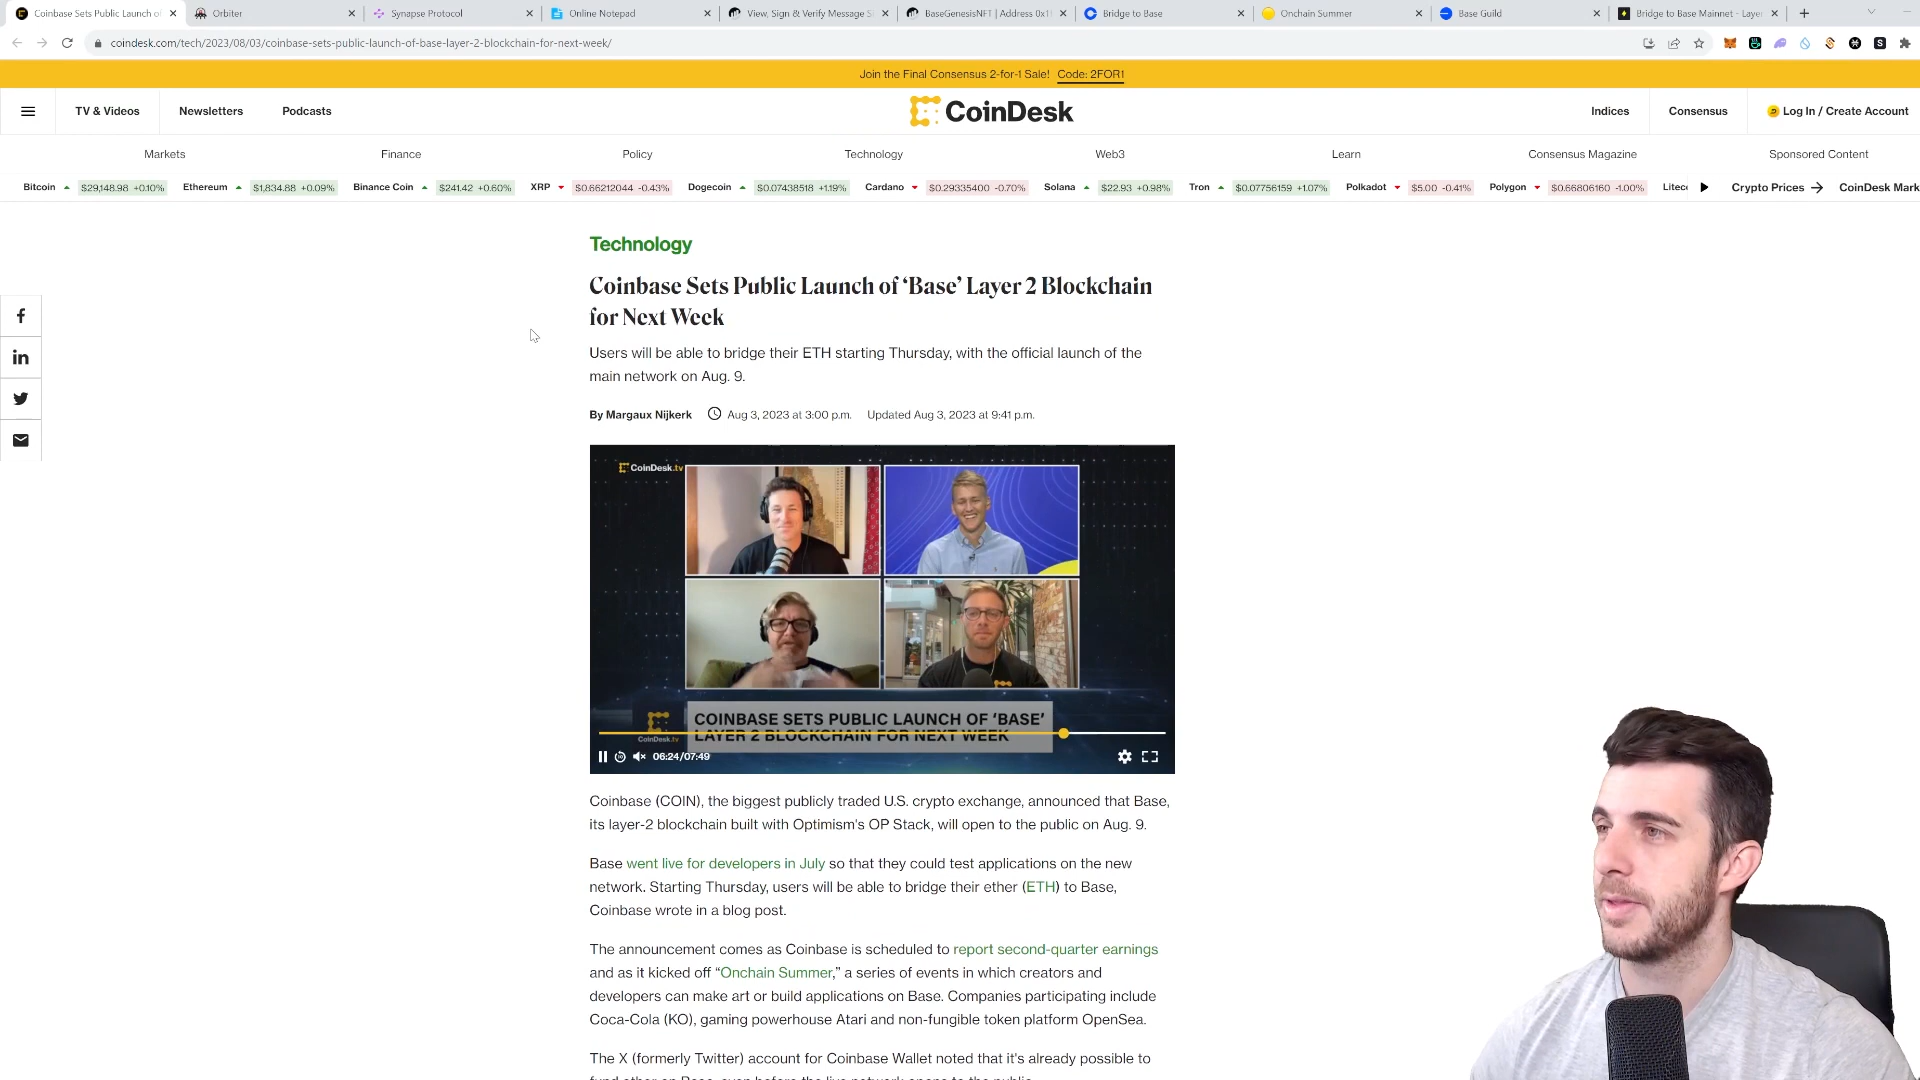 Coinbase Sets Public Launch of
Orbiter
Synapse Protocol
Online Notepad
View, Sign & Verify Message S
BaseGenesisNFT | Address 0x1
Bridge to Base
Onchain Summer
Base Guild
Bridge to Base Mainnet - Laye
coindesk.com/tech/2023/08/03/coinbase-sets-public-launch-of-base-layer-2-blockchain-for-next-week/
Join the Final Consensus 2-for-1 Sale! Code: 2FOR1
TV & Videos
Newsletters
Podcasts
CoinDesk
Indices
Consensus
Log In / Create Account
Markets
Finance
Policy
Technology
Web3
Learn
Consensus Magazine
Sponsored Content
Bitcoin $29,148.98 +0.10% Ethereum $1,834.88 +0.09% Binance Coin $241.42 +0.60% XRP $0.66212044 -0.43% Dogecoin $0.07438518 +1.19% Cardano $0.29335400 -0.70% Solana $22.93 +0.98% Tron $0.07756159 +1.07% Polkadot $5.00 -0.41% Polygon $0.66806160 -1.00% Litec Crypto Prices → CoinDesk Mark
Technology
Coinbase Sets Public Launch of ‘Base’ Layer 2 Blockchain
for Next Week
Users will be able to bridge their ETH starting Thursday, with the official launch of the
main network on Aug. 9.
By Margaux Nijkerk Aug 3, 2023 at 3:00 p.m. Updated Aug 3, 2023 at 9:41 p.m.
CoinDesk.tv
COINBASE SETS PUBLIC LAUNCH OF ‘BASE’
LAYER 2 BLOCKCHAIN FOR NEXT WEEK
CoinDesk.tv
06:24/07:49
Coinbase (COIN), the biggest publicly traded U.S. crypto exchange, announced that Base,
its layer-2 blockchain built with Optimism's OP Stack, will open to the public on Aug. 9.
Base went live for developers in July so that they could test applications on the new
network. Starting Thursday, users will be able to bridge their ether (ETH) to Base,
Coinbase wrote in a blog post.
The announcement comes as Coinbase is scheduled to report second-quarter earnings
and as it kicked off “Onchain Summer,” a series of events in which creators and
developers can make art or build applications on Base. Companies participating include
Coca-Cola (KO), gaming powerhouse Atari and non-fungible token platform OpenSea.
The X (formerly Twitter) account for Coinbase Wallet noted that it's already possible to